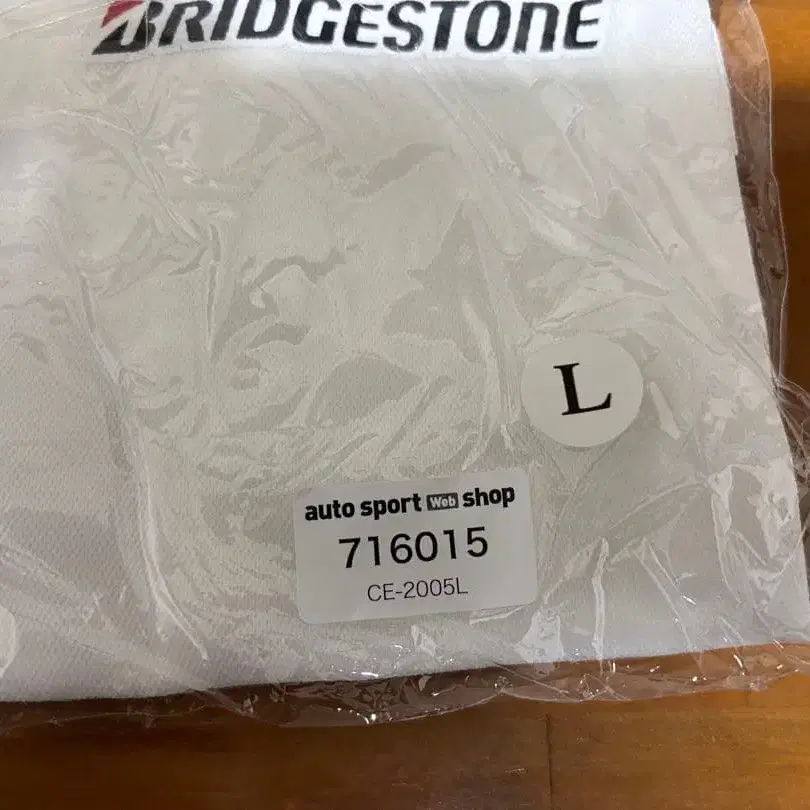 BRIDGESTONE
L
auto sport Web shop
716015
CE-2005L